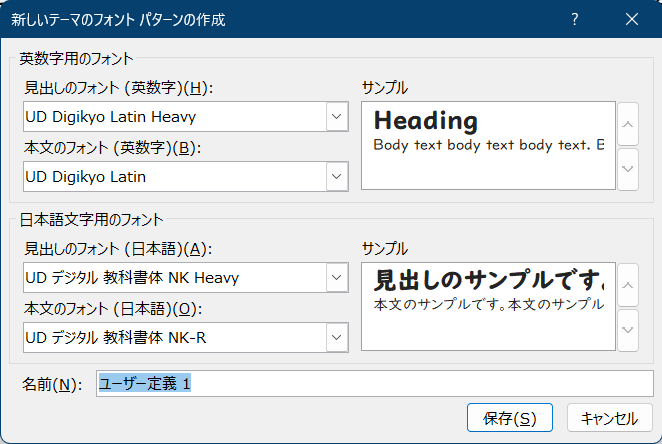 新しいテーマのフォント パターンの作成
英数字用のフォント
見出しのフォント (英数字)(H):
UD Digikyo Latin Heavy
本文のフォント (英数字)(B):
UD Digikyo Latin
サンプル
Heading
Body text body text body text. B
日本語文字用のフォント
見出しのフォント (日本語)(A):
UD デジタル 教科書体 NK Heavy
本文のフォント (日本語)(O):
UD デジタル 教科書体 NK-R
サンプル
見出しのサンプルです。
本文のサンプルです。本文のサンプル
名前(N):
ユーザー定義 1
保存(S)
キャンセル